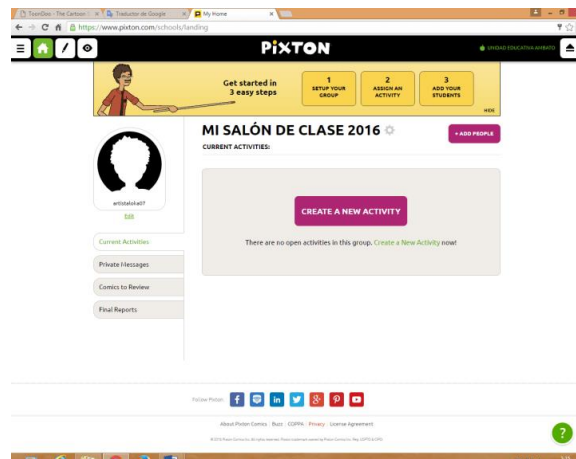 ToonDoo - The Cartoon
Traductor de Google
My Home
https://www.pixton.com/schools/landing
PIXTON
UNIDAD EDUCATIVA AMBATO
Get started in
3 easy steps
1
SETUP YOUR
GROUP
2
ASSIGN AN
ACTIVITY
3
ADD YOUR
STUDENTS
HIDE
MI SALÓN DE CLASE 2016
+ ADD PEOPLE
CURRENT ACTIVITIES:
artistaloka07
Edit
CREATE A NEW ACTIVITY
There are no open activities in this group. Create a New Activity now!
Current Activities
Private Messages
Comics to Review
Final Reports
Follow Pixton
About Pixton Comics Buzz COPPA Privacy License Agreement
?